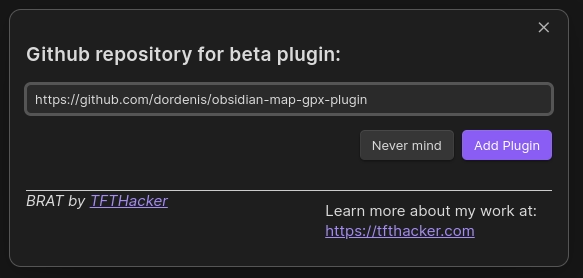 Github repository for beta plugin:
https://github.com/dordenis/obsidian-map-gpx-plugin
Never mind
Add Plugin
BRAT by TFTHacker
Learn more about my work at:
https://tfthacker.com